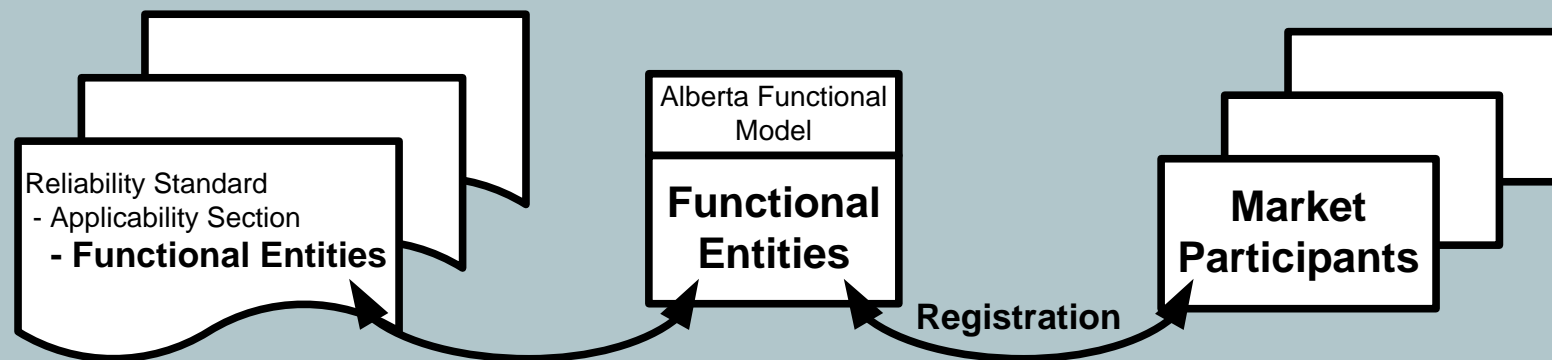 Reliability Standard
- Applicability Section
- Functional Entities
Alberta Functional
Model
Functional
Entities
Registration
Market
Participants